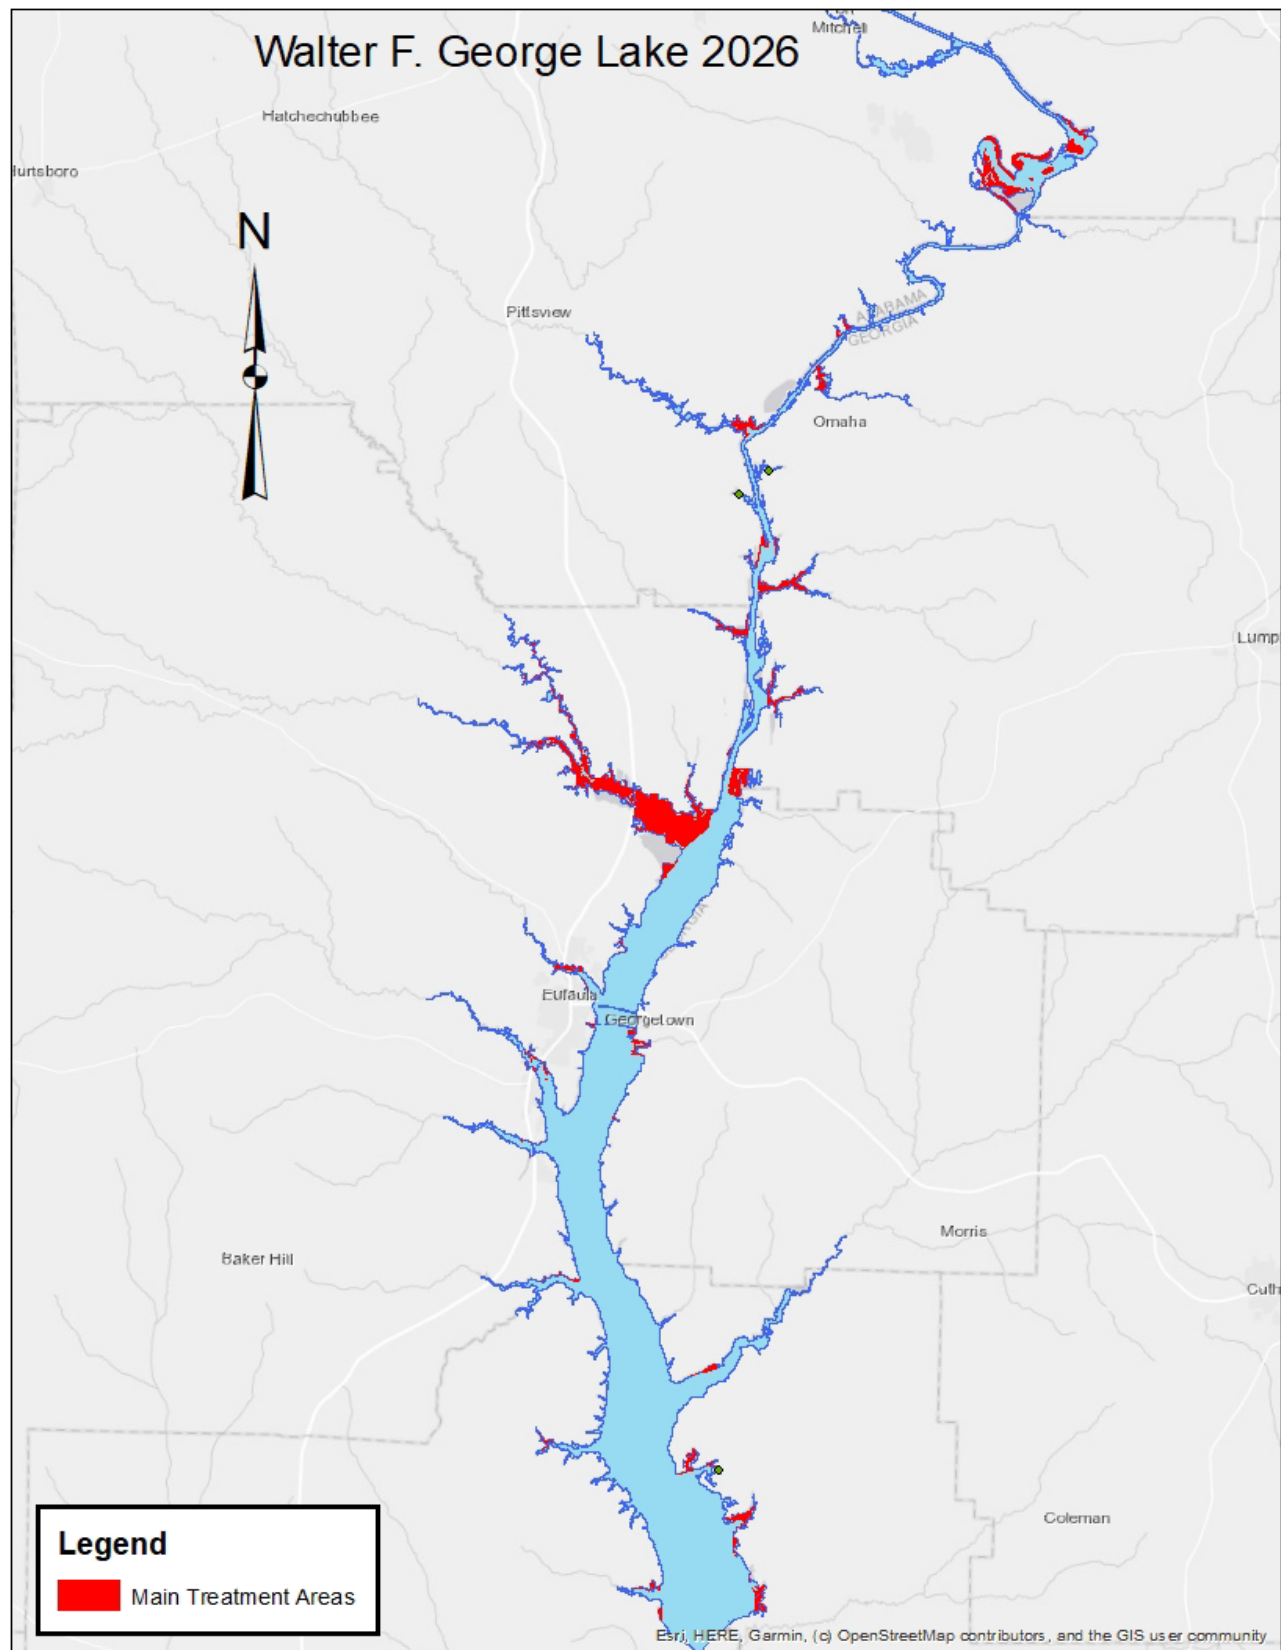 Mitchell
Walter F. George Lake 2026
Hatchechubbee
Hurtsboro
N
Pittsview
ALABAMA
GEORGIA
Omaha
Lump
Eufaula
Georgetown
Morris
Baker Hill
Cuth
Coleman
Legend
Main Treatment Areas
Esri, HERE, Garmin, (c) OpenStreetMap contributors, and the GIS user community